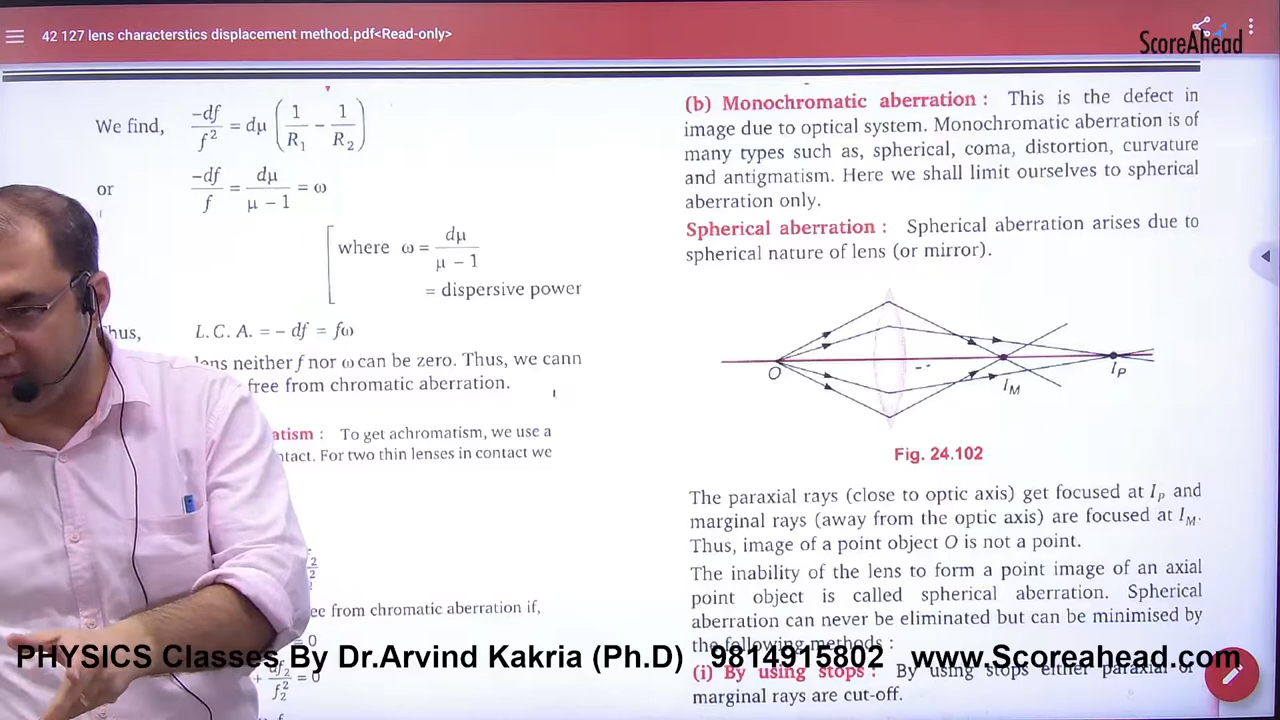 42 127 lens characterstics displacement method.pdf<Read-only>
ScoreAhead
We find, -df/f² = dμ (1/R₁ - 1/R₂)
or -df/f = dμ/μ - 1 = ω
where ω = dμ/μ - 1
= dispersive power
Thus, L. C. A. = - df = fω
lens neither f nor ω can be zero. Thus, we cann
free from chromatic aberration.
atism : To get achromatism, we use a
ntact. For two thin lenses in contact we
ee from chromatic aberration if,
= 0
+ df₂/f₂² = 0
(b) Monochromatic aberration : This is the defect in
image due to optical system. Monochromatic aberration is of
many types such as, spherical, coma, distortion, curvature
and antigmatism. Here we shall limit ourselves to spherical
aberration only.
Spherical aberration : Spherical aberration arises due to
spherical nature of lens (or mirror).
O
I_M
I_P
Fig. 24.102
The paraxial rays (close to optic axis) get focused at I_P and
marginal rays (away from the optic axis) are focused at I_M.
Thus, image of a point object O is not a point.
The inability of the lens to form a point image of an axial
point object is called spherical aberration. Spherical
aberration can never be eliminated but can be minimised by
the following methods :
(i) By using stops : By using stops either paraxial or
marginal rays are cut-off.
PHYSICS Classes By Dr.Arvind Kakria (Ph.D) 9814915802 www.Scoreahead.com